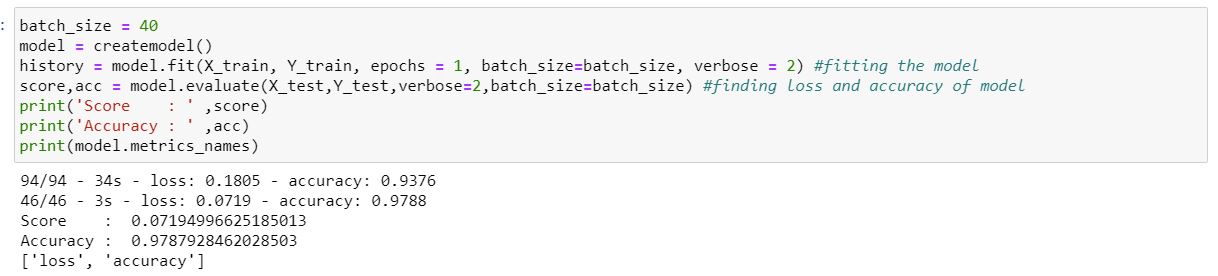 :
batch_size = 40
model = createmodel()
history = model.fit(X_train, Y_train, epochs = 1, batch_size=batch_size, verbose = 2) #fitting the model
score,acc = model.evaluate(X_test,Y_test,verbose=2,batch_size=batch_size) #finding loss and accuracy of model
print('Score    : ' ,score)
print('Accuracy : ' ,acc)
print(model.metrics_names)
94/94 - 34s - loss: 0.1805 - accuracy: 0.9376
46/46 - 3s - loss: 0.0719 - accuracy: 0.9788
Score    :  0.07194996625185013
Accuracy :  0.9787928462028503
['loss', 'accuracy']